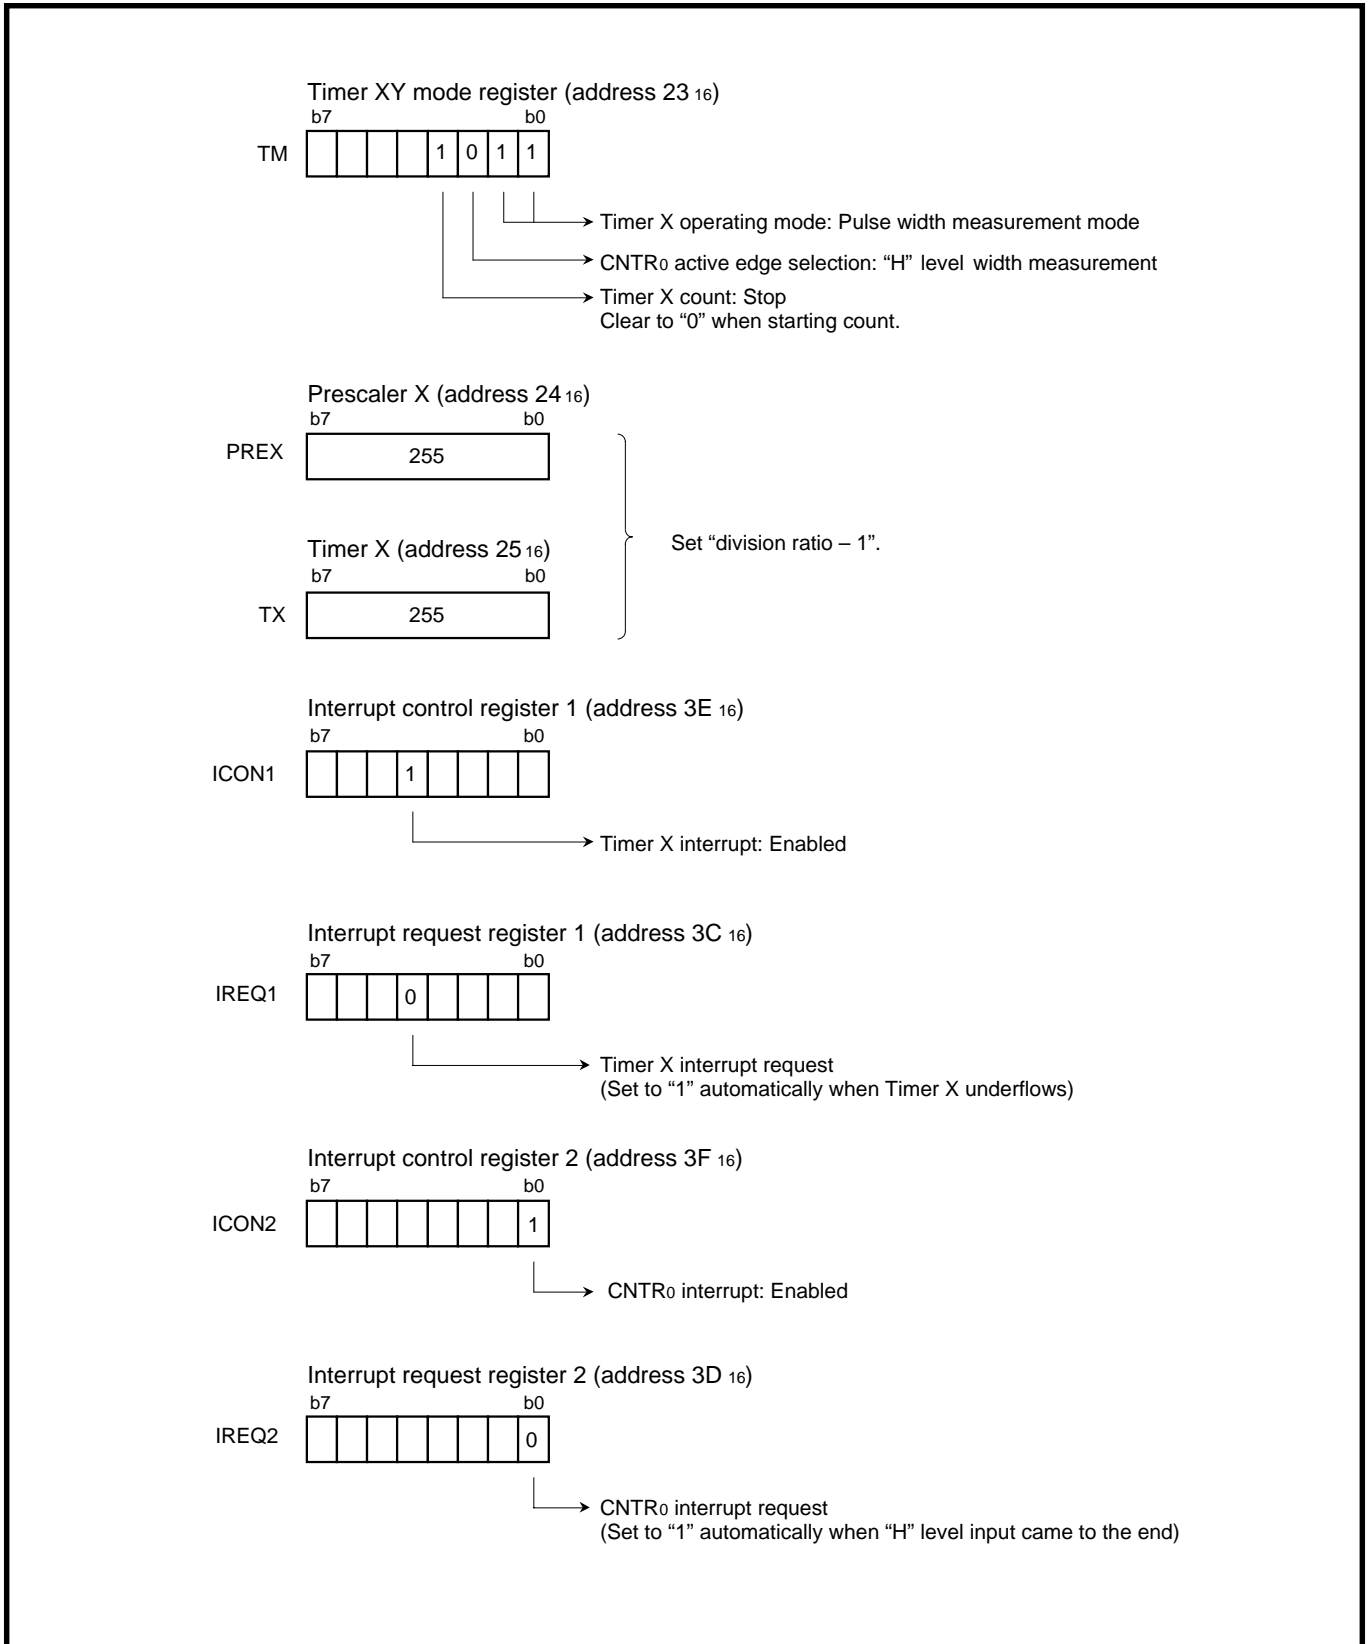 Timer XY mode register (address 23 16)
b7 b0
TM 1 0 1 1
Timer X operating mode: Pulse width measurement mode
CNTR0 active edge selection: “H” level width measurement
Timer X count: Stop
Clear to “0” when starting count.
Prescaler X (address 24 16)
b7 b0
PREX 255
Set “division ratio – 1”.
Timer X (address 25 16)
b7 b0
TX 255
Interrupt control register 1 (address 3E 16)
b7 b0
ICON1 1
Timer X interrupt: Enabled
Interrupt request register 1 (address 3C 16)
b7 b0
IREQ1 0
Timer X interrupt request
(Set to “1” automatically when Timer X underflows)
Interrupt control register 2 (address 3F 16)
b7 b0
ICON2 1
CNTR0 interrupt: Enabled
Interrupt request register 2 (address 3D 16)
b7 b0
IREQ2 0
CNTR0 interrupt request
(Set to “1” automatically when “H” level input came to the end)